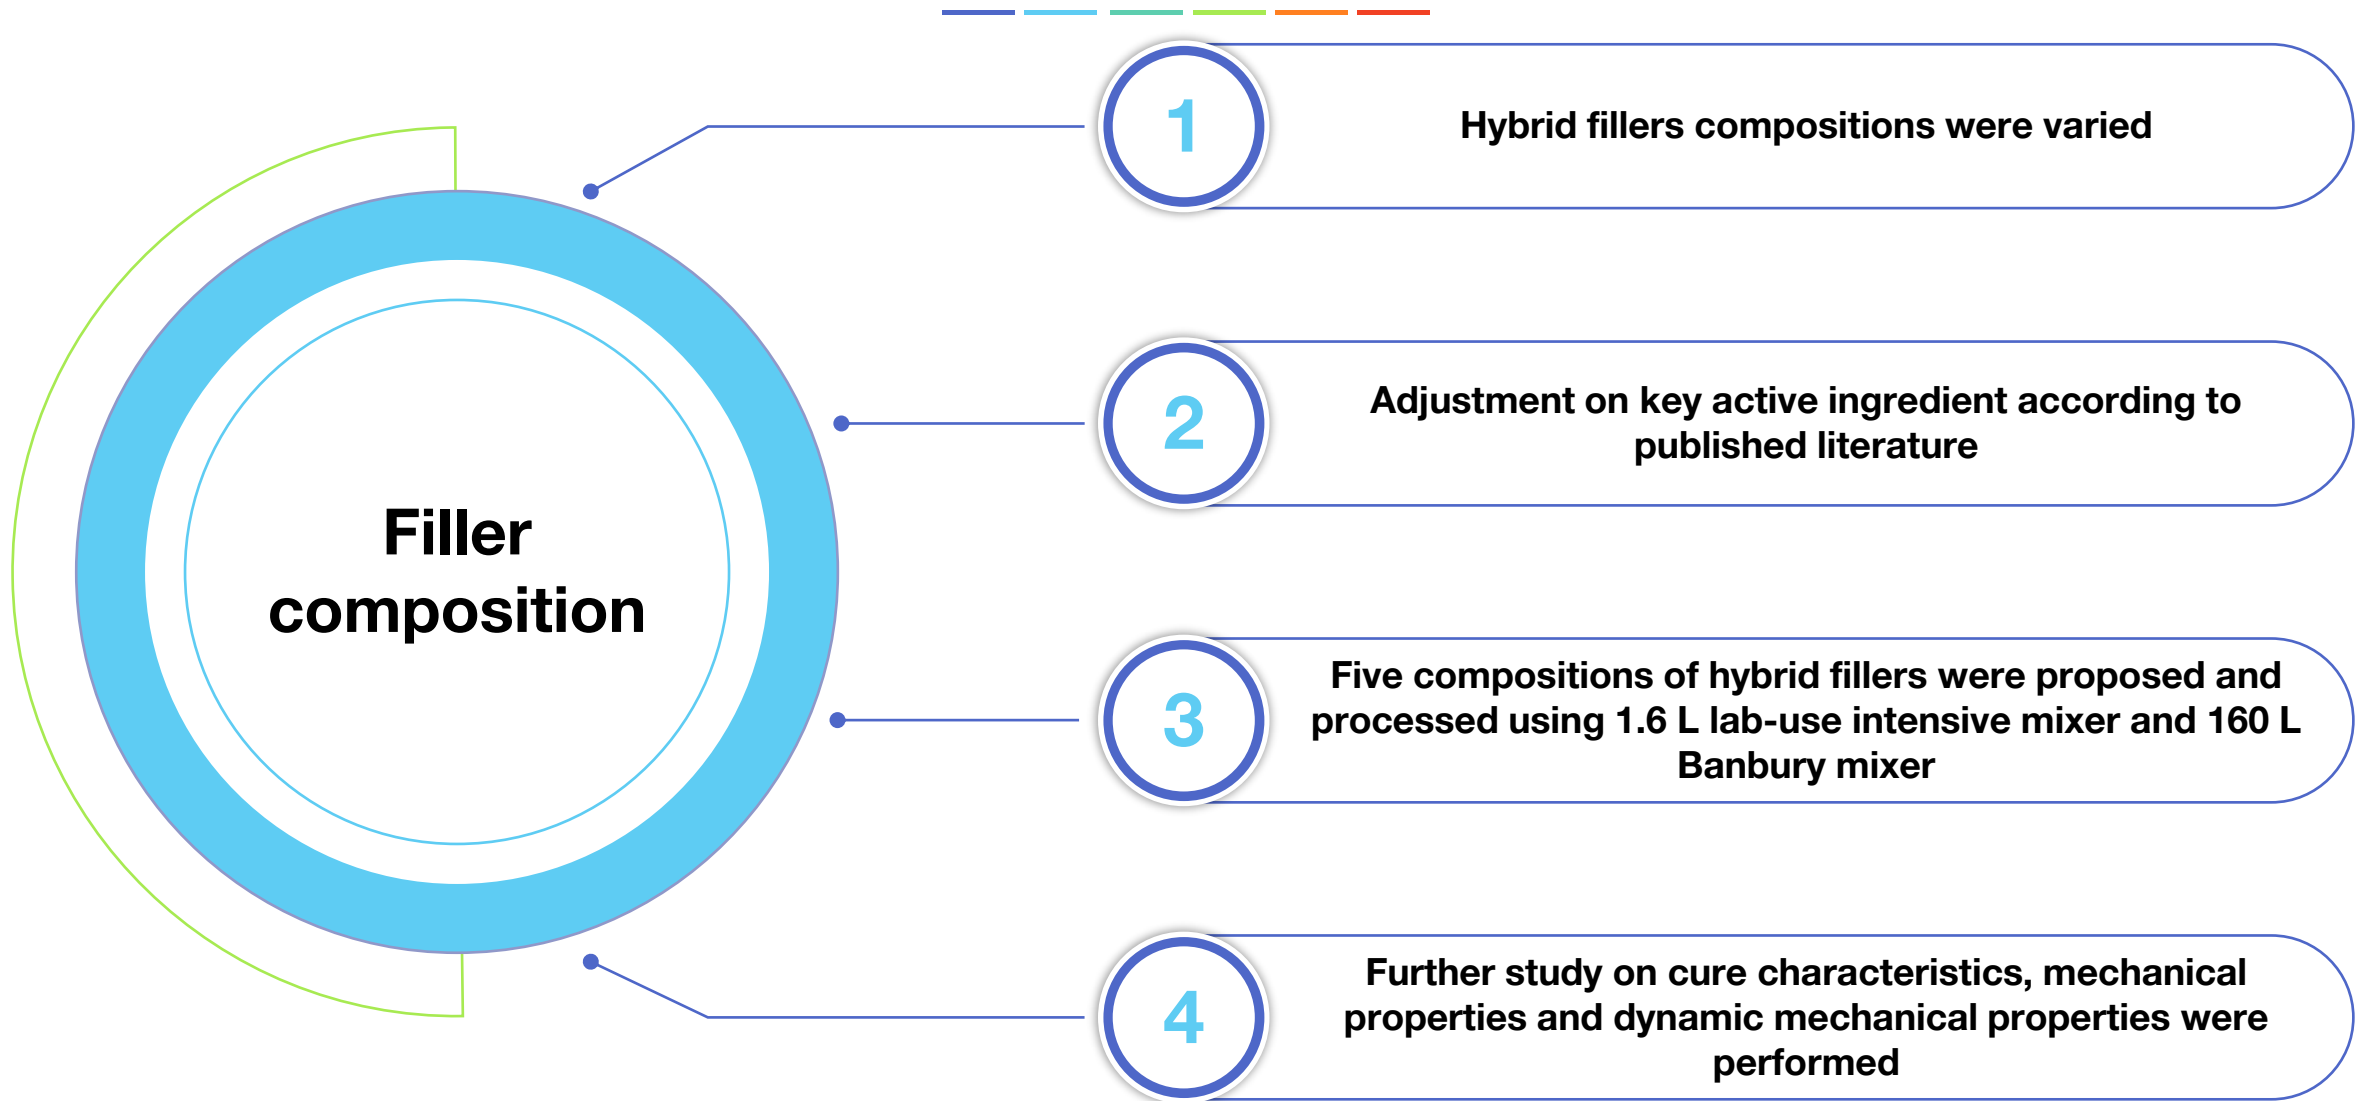 Filler
composition
1
Hybrid fillers compositions were varied
2
Adjustment on key active ingredient according to
published literature
3
Five compositions of hybrid fillers were proposed and
processed using 1.6 L lab-use intensive mixer and 160 L
Banbury mixer
4
Further study on cure characteristics, mechanical
properties and dynamic mechanical properties were
performed